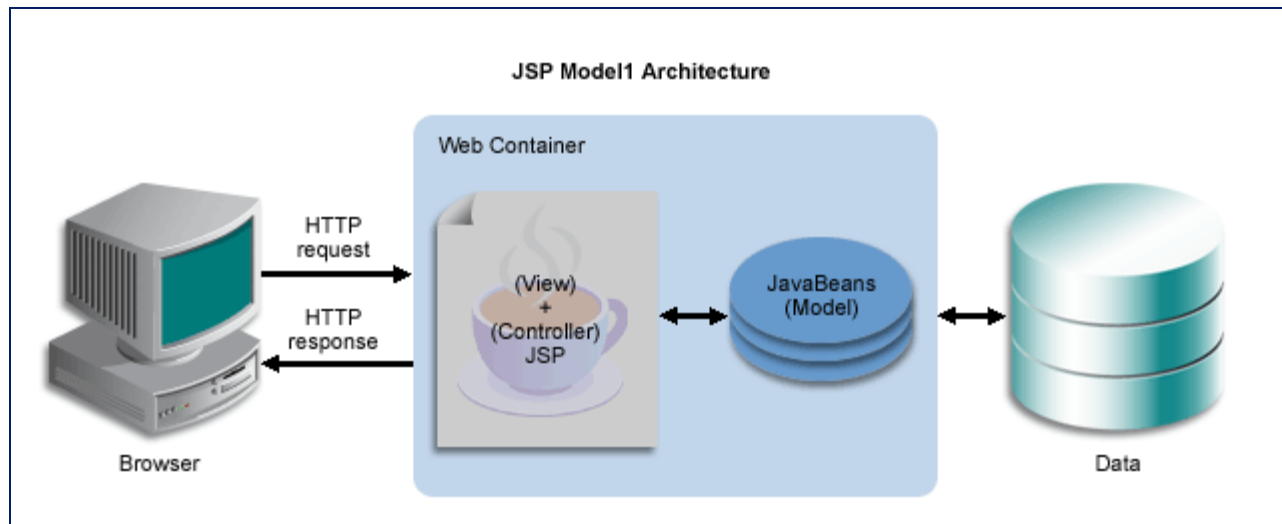 JSP Model1 Architecture
Web Container
HTTP
request
HTTP
response
(View)
+
(Controller)
JSP
JavaBeans
(Model)
Browser
Data